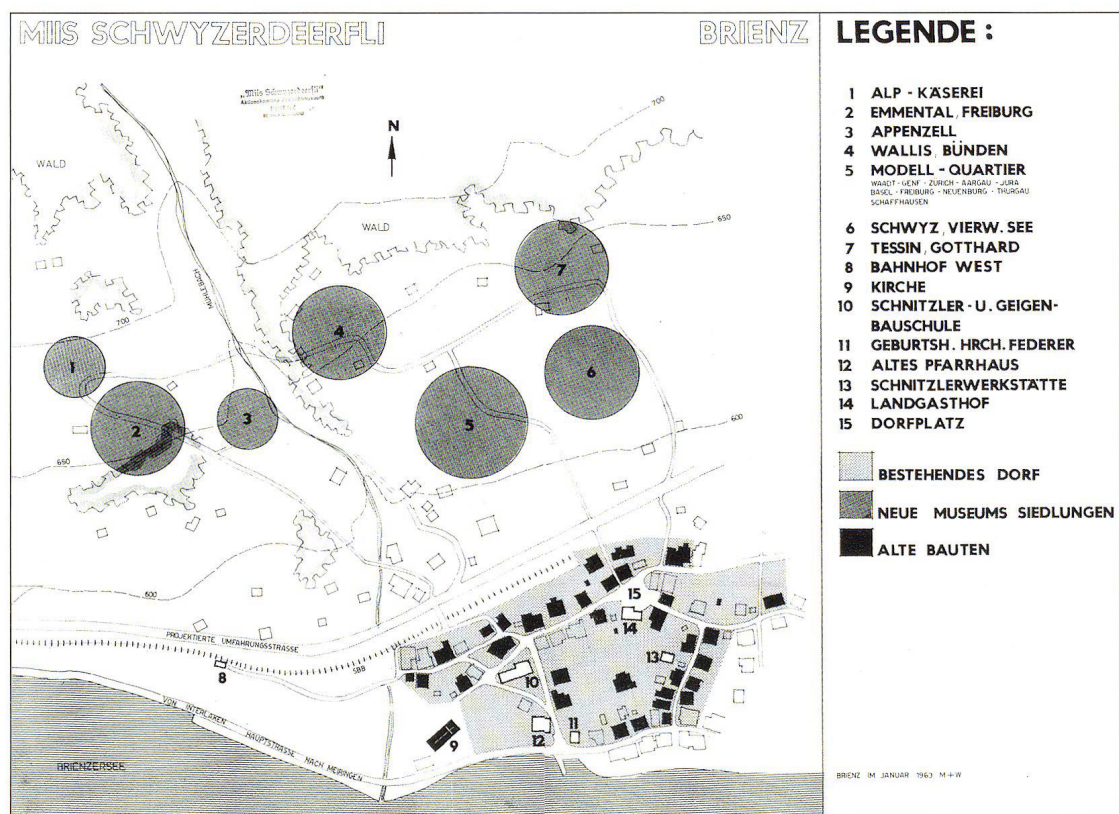 MIIS SCHWYZERDEERFLI
BRIENZ
"Miis Schwyzerdeerfli"
N
WALD
WALD
700
650
700
650
600
600
MÜHLEBACH
1
2
3
4
5
6
7
8
9
10
11
12
13
14
15
PROJEKTIERTE UMFAHRUNGSSTRASSE
SBB
VON INTERLAKEN HAUPTSTRASSE NACH MEIRINGEN
BRIENZERSEE
LEGENDE :
1 ALP - KÄSEREI
2 EMMENTAL, FREIBURG
3 APPENZELL
4 WALLIS, BÜNDEN
5 MODELL - QUARTIER
WAADT - GENF - ZÜRICH - AARGAU - JURA
BASEL - FREIBURG - NEUENBURG - THURGAU
SCHAFFHAUSEN
6 SCHWYZ, VIERW. SEE
7 TESSIN, GOTTHARD
8 BAHNHOF WEST
9 KIRCHE
10 SCHNITZLER - U. GEIGEN-
BAUSCHULE
11 GEBURTSH. HRCH. FEDERER
12 ALTES PFARRHAUS
13 SCHNITZLERWERKSTÄTTE
14 LANDGASTHOF
15 DORFPLATZ
BESTEHENDES DORF
NEUE MUSEUMS SIEDLUNGEN
ALTE BAUTEN
BRIENZ IM JANUAR 1963 M+W